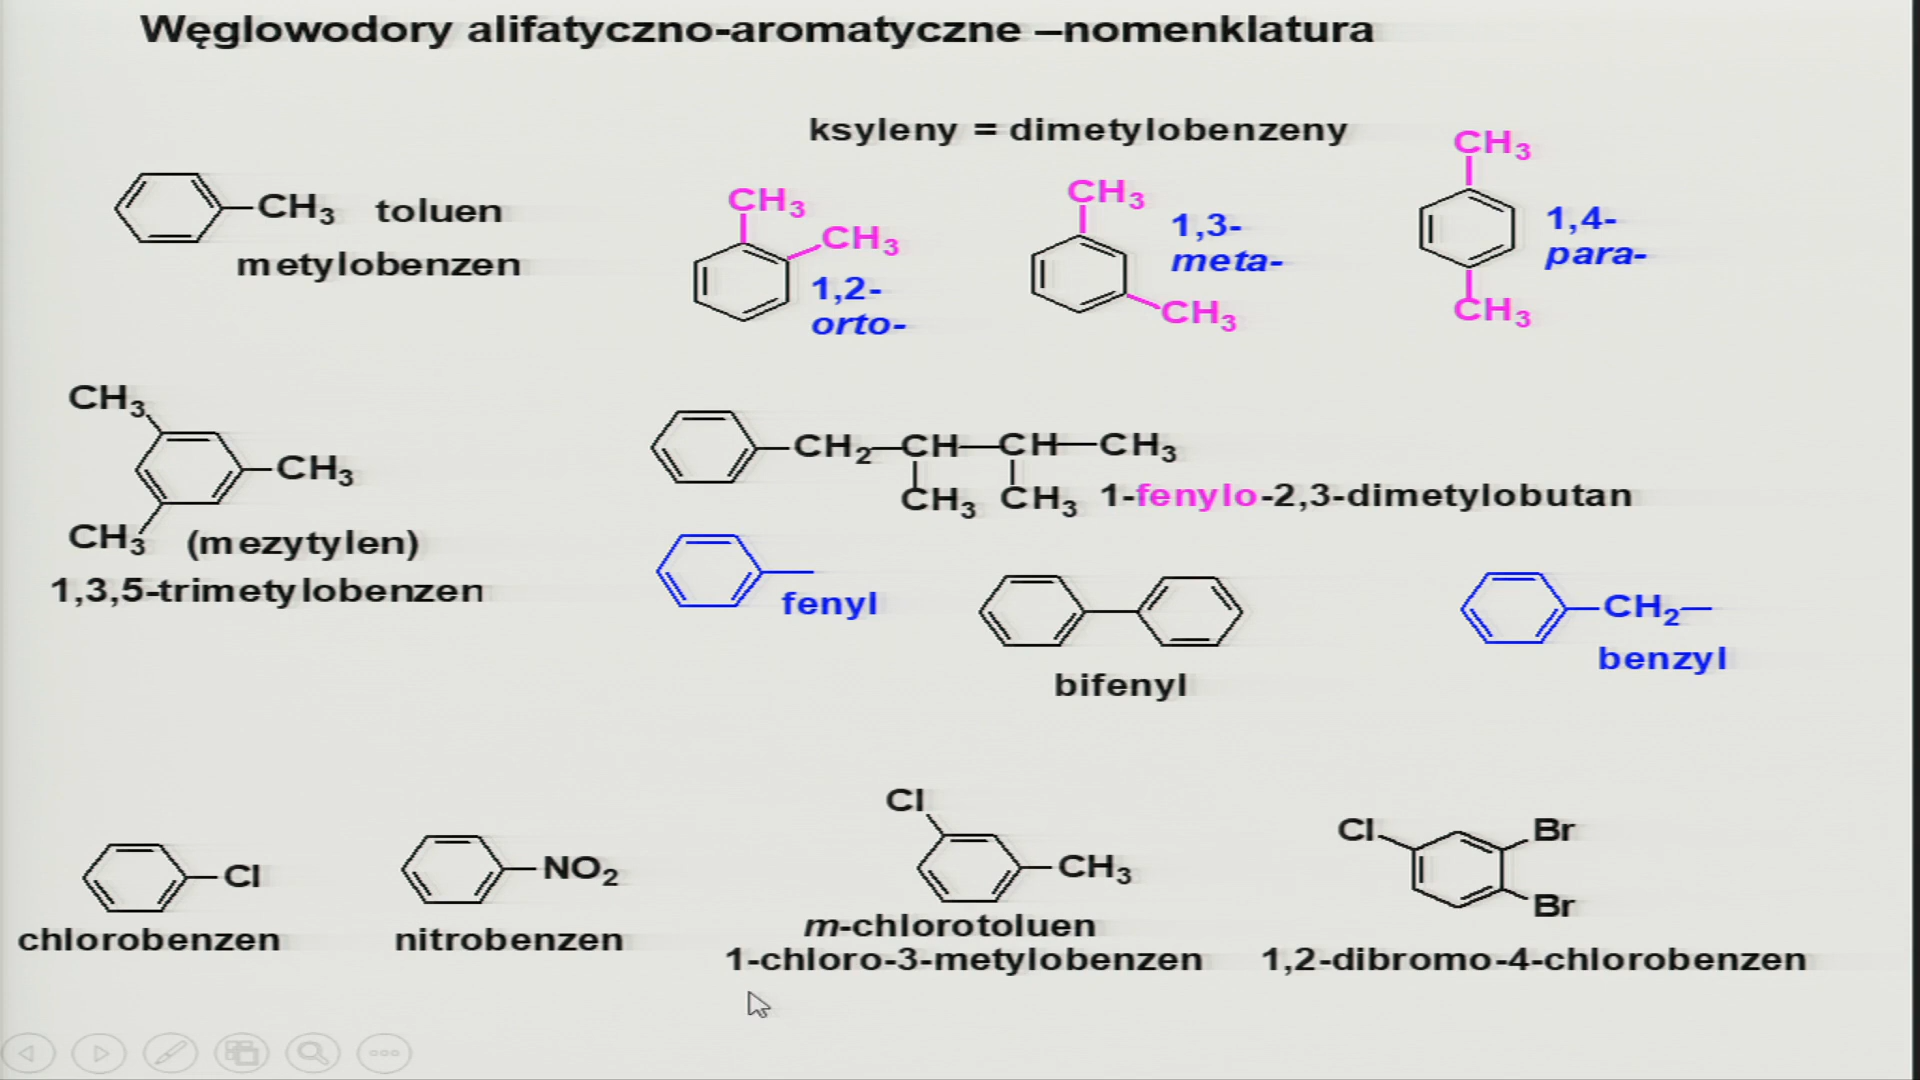 Węglowodory alifatyczno-aromatyczne –nomenklatura
ksyleny = dimetylobenzeny
CH3 toluen
metylobenzen
CH3
CH3
1,2-
orto-
CH3
1,3-
meta-
CH3
CH3
1,4-
para-
CH3
CH3
CH3
CH3
(mezytylen)
1,3,5-trimetylobenzen
CH2—CH—CH—CH3
CH3 CH3
1-fenylo-2,3-dimetylobutan
fenyl
bifenyl
CH2—
benzyl
Cl
chlorobenzen
NO2
nitrobenzen
Cl
CH3
m-chlorotoluen
1-chloro-3-metylobenzen
Cl
Br
Br
1,2-dibromo-4-chlorobenzen